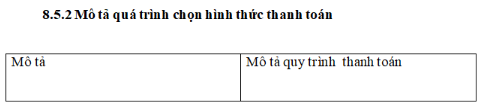 8.5.2 Mô tả quá trình chọn hình thức thanh toán
Mô tả
Mô tả quy trình thanh toán